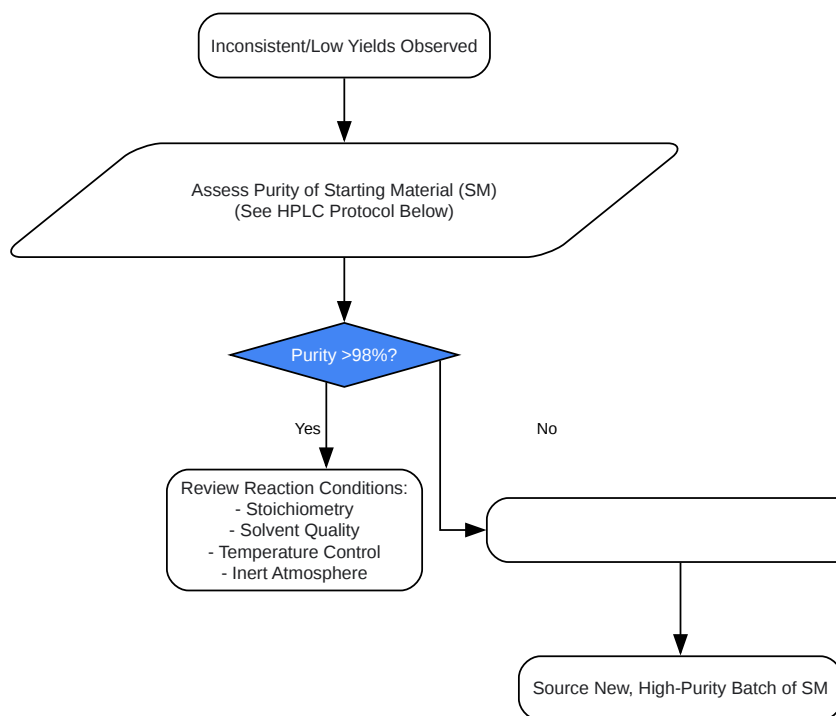 Inconsistent/Low Yields Observed
Assess Purity of Starting Material (SM)
(See HPLC Protocol Below)
Purity >98%?
Yes
No
Review Reaction Conditions:
- Stoichiometry
- Solvent Quality
- Temperature Control
- Inert Atmosphere
Source New, High-Purity Batch of SM